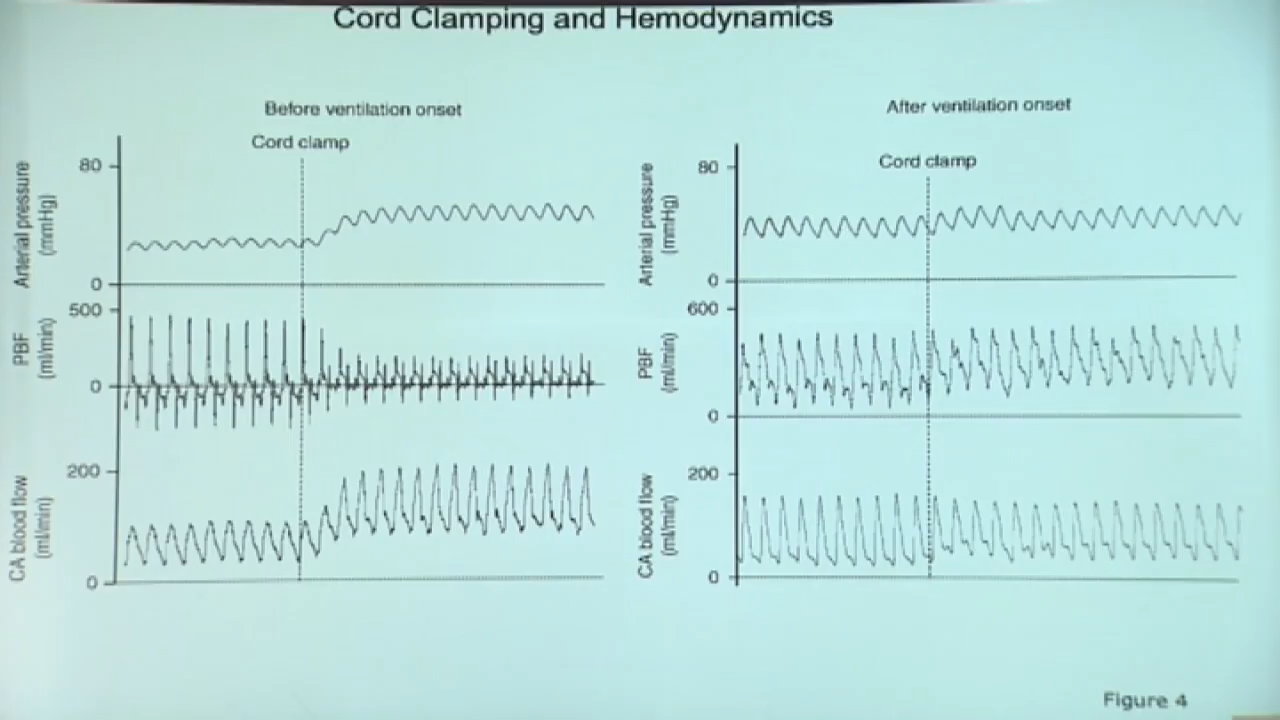 Cord Clamping and Hemodynamics
Before ventilation onset
Cord clamp
Arterial pressure
(mmHg)
80
0
PBF
(ml/min)
500
0
CA blood flow
(ml/min)
200
0
After ventilation onset
Cord clamp
Arterial pressure
(mmHg)
80
0
PBF
(ml/min)
600
0
CA blood flow
(ml/min)
200
0
Figure 4